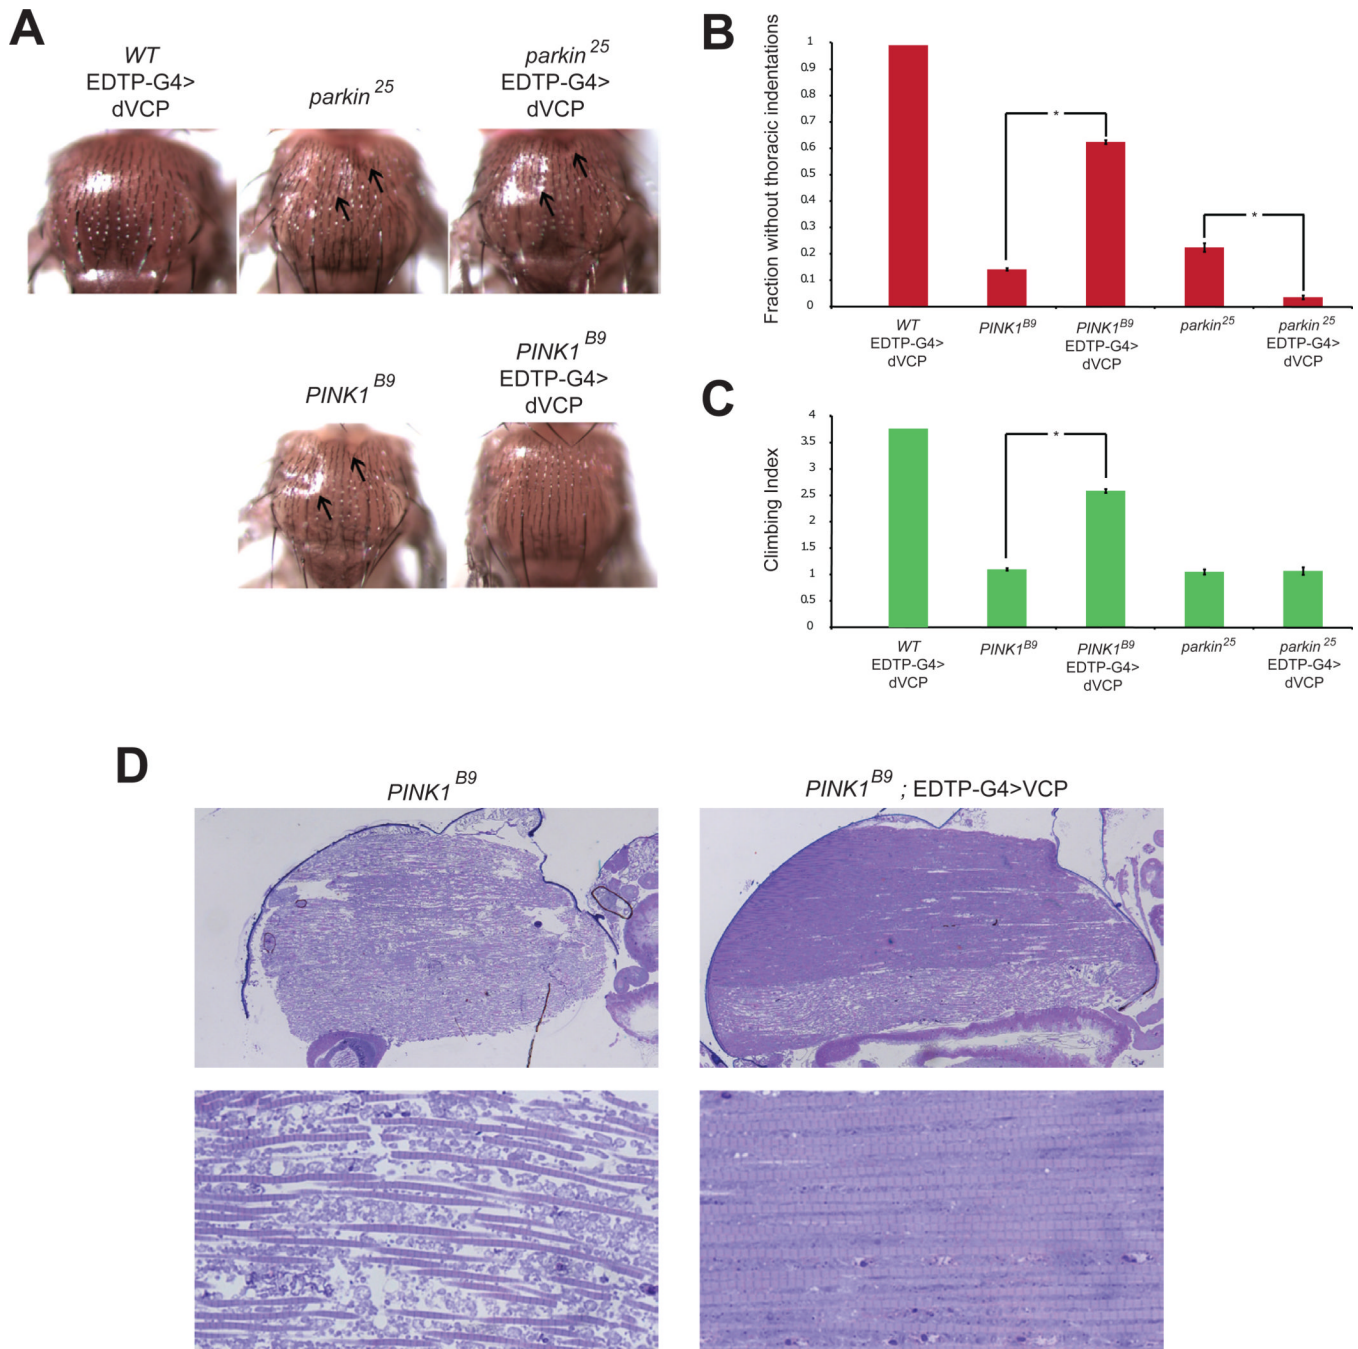 A
WT
EDTP-G4>
dVCP
parkin 25
parkin 25
EDTP-G4>
dVCP
PINK1 B9
PINK1 B9
EDTP-G4>
dVCP
B
Fraction without thoracic indentations
1
0.9
0.8
0.7
0.6
0.5
0.4
0.3
0.2
0.1
0
*
*
WT
EDTP-G4>
dVCP
PINK1B9
PINK1B9
EDTP-G4>
dVCP
parkin25
parkin 25
EDTP-G4>
dVCP
C
Climbing Index
4
3.5
3
2.5
2
1.5
1
0.5
0
*
WT
EDTP-G4>
dVCP
PINK1B9
PINK1B9
EDTP-G4>
dVCP
parkin25
parkin 25
EDTP-G4>
dVCP
D
PINK1 B9
PINK1 B9 ; EDTP-G4>VCP